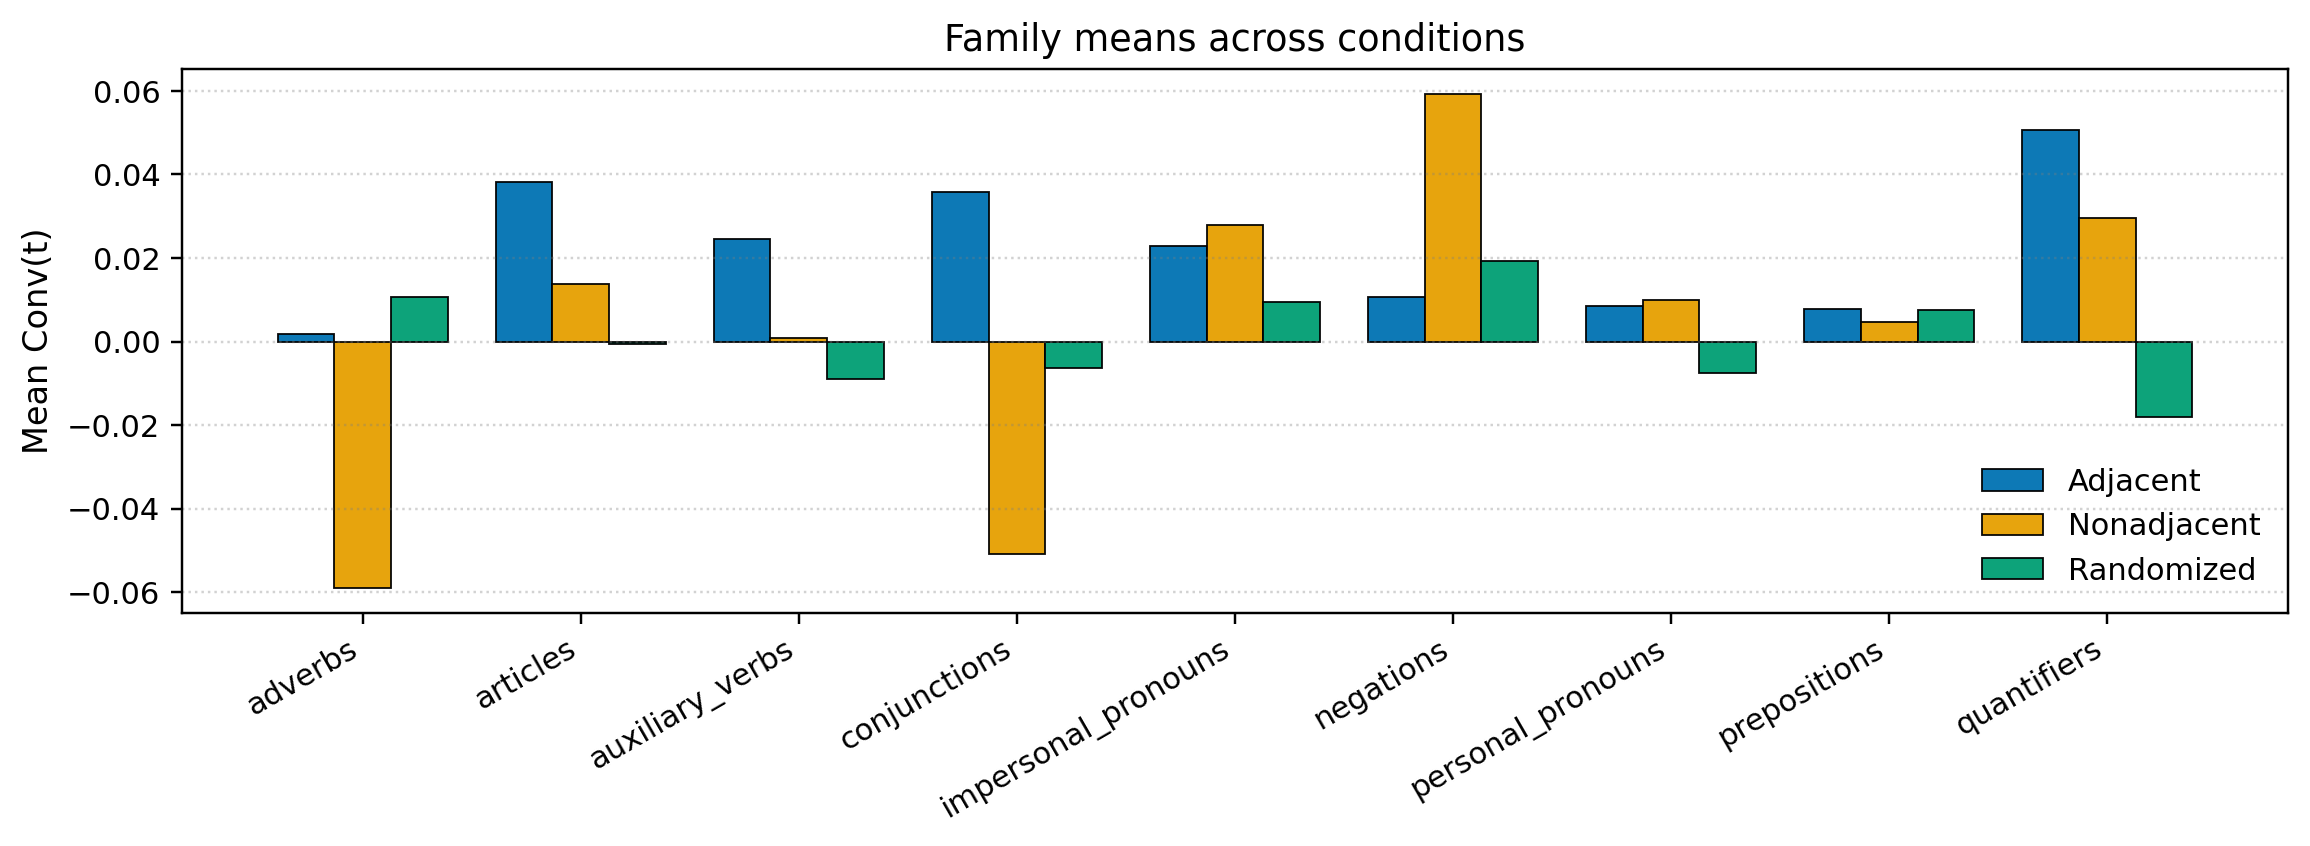 Family means across conditions
Mean Conv(t)
0.06
0.04
0.02
0.00
−0.02
−0.04
−0.06
Adjacent
Nonadjacent
Randomized
adverbs
articles
auxiliary_verbs
conjunctions
impersonal_pronouns
negations
personal_pronouns
prepositions
quantifiers